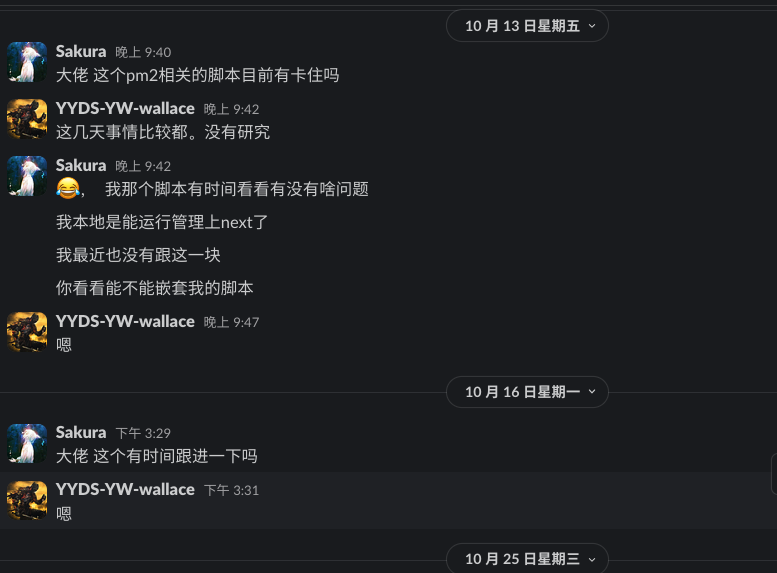 10 月 13 日星期五
Sakura 晚上 9:40
大佬 这个pm2相关的脚本目前有卡住吗
YYDS-YW-wallace 晚上 9:42
这几天事情比较都。没有研究
Sakura 晚上 9:42
😂， 我那个脚本有时间看看有没有啥问题
我本地是能运行管理上next了
我最近也没有跟这一块
你看看能不能嵌套我的脚本
YYDS-YW-wallace 晚上 9:47
嗯
10 月 16 日星期一
Sakura 下午 3:29
大佬 这个有时间跟进一下吗
YYDS-YW-wallace 下午 3:31
嗯
10 月 25 日星期三